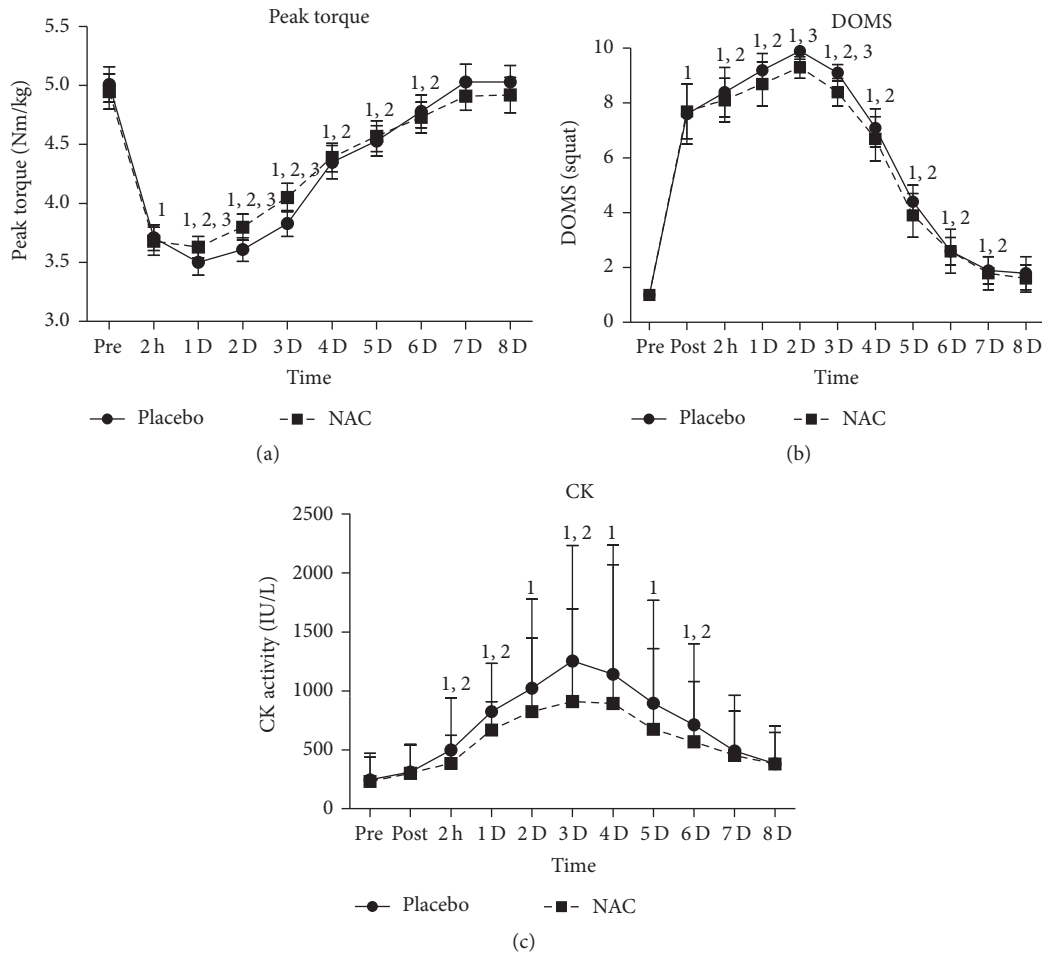 Peak torque
Peak torque (Nm/kg)
5.5
5.0
4.5
4.0
3.5
3.0
1
1, 2, 3
1, 2, 3
1, 2, 3
1, 2
1, 2
1, 2
Pre 2 h 1 D 2 D 3 D 4 D 5 D 6 D 7 D 8 D
Time
Placebo NAC
(a)
DOMS
DOMS (squat)
10
8
6
4
2
0
1
1, 2
1, 2
1, 3
1, 2, 3
1, 2
1, 2
1, 2
1, 2
Pre Post 2 h 1 D 2 D 3 D 4 D 5 D 6 D 7 D 8 D
Time
Placebo NAC
(b)
CK
CK activity (IU/L)
2500
2000
1500
1000
500
0
1, 2
1, 2
1
1, 2
1
1
1, 2
Pre Post 2 h 1 D 2 D 3 D 4 D 5 D 6 D 7 D 8 D
Time
Placebo NAC
(c)